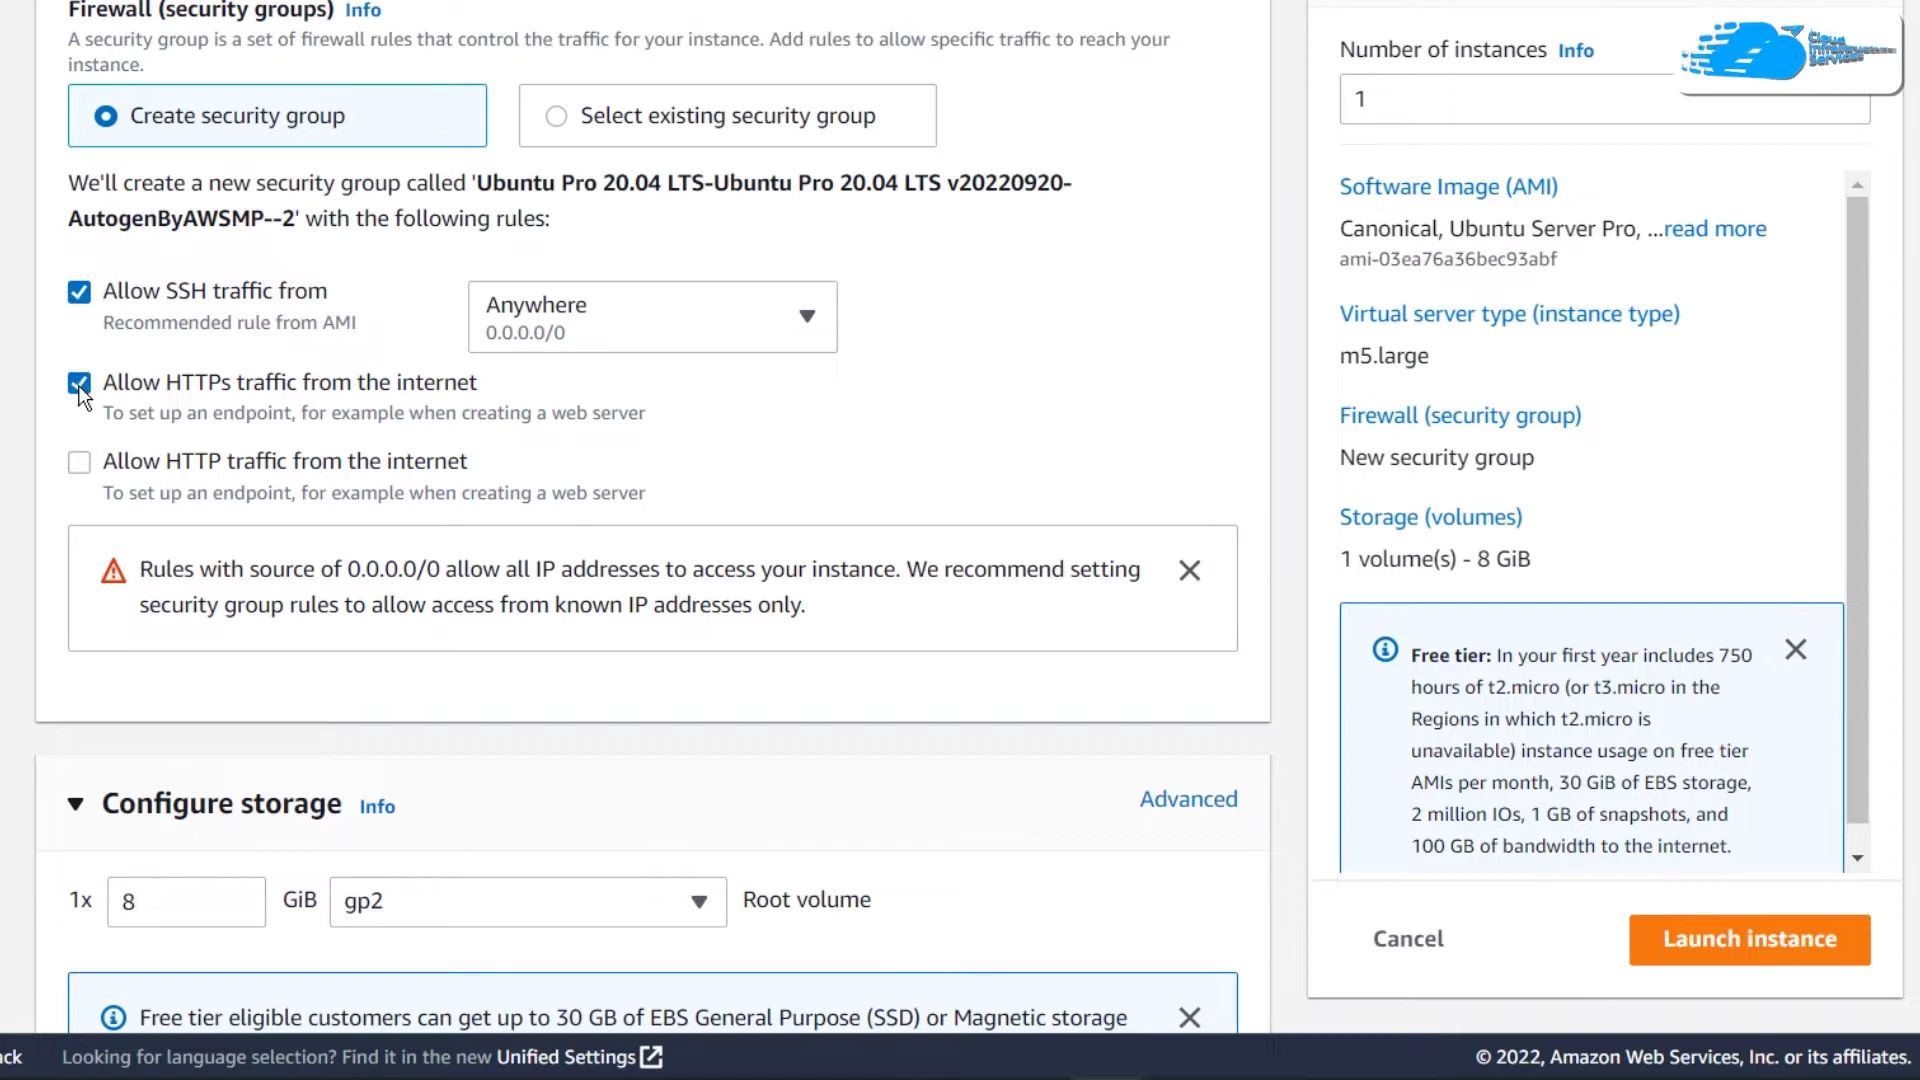 Firewall (security groups) Info
A security group is a set of firewall rules that control the traffic for your instance. Add rules to allow specific traffic to reach your
instance.
Create security group
Select existing security group
We'll create a new security group called 'Ubuntu Pro 20.04 LTS-Ubuntu Pro 20.04 LTS v20220920-
AutogenByAWSMP--2' with the following rules:
Allow SSH traffic from
Recommended rule from AMI
Anywhere
0.0.0.0/0
Allow HTTPs traffic from the internet
To set up an endpoint, for example when creating a web server
Allow HTTP traffic from the internet
To set up an endpoint, for example when creating a web server
Rules with source of 0.0.0.0/0 allow all IP addresses to access your instance. We recommend setting
security group rules to allow access from known IP addresses only.
Configure storage Info
Advanced
1x 8 GiB gp2 Root volume
Free tier eligible customers can get up to 30 GB of EBS General Purpose (SSD) or Magnetic storage
Number of instances Info
1
Cloud
Services
Software Image (AMI)
Canonical, Ubuntu Server Pro, ...read more
ami-03ea76a36bec93abf
Virtual server type (instance type)
m5.large
Firewall (security group)
New security group
Storage (volumes)
1 volume(s) - 8 GiB
Free tier: In your first year includes 750
hours of t2.micro (or t3.micro in the
Regions in which t2.micro is
unavailable) instance usage on free tier
AMIs per month, 30 GiB of EBS storage,
2 million IOs, 1 GB of snapshots, and
100 GB of bandwidth to the internet.
Cancel
Launch instance
ack Looking for language selection? Find it in the new Unified Settings
© 2022, Amazon Web Services, Inc. or its affiliates.